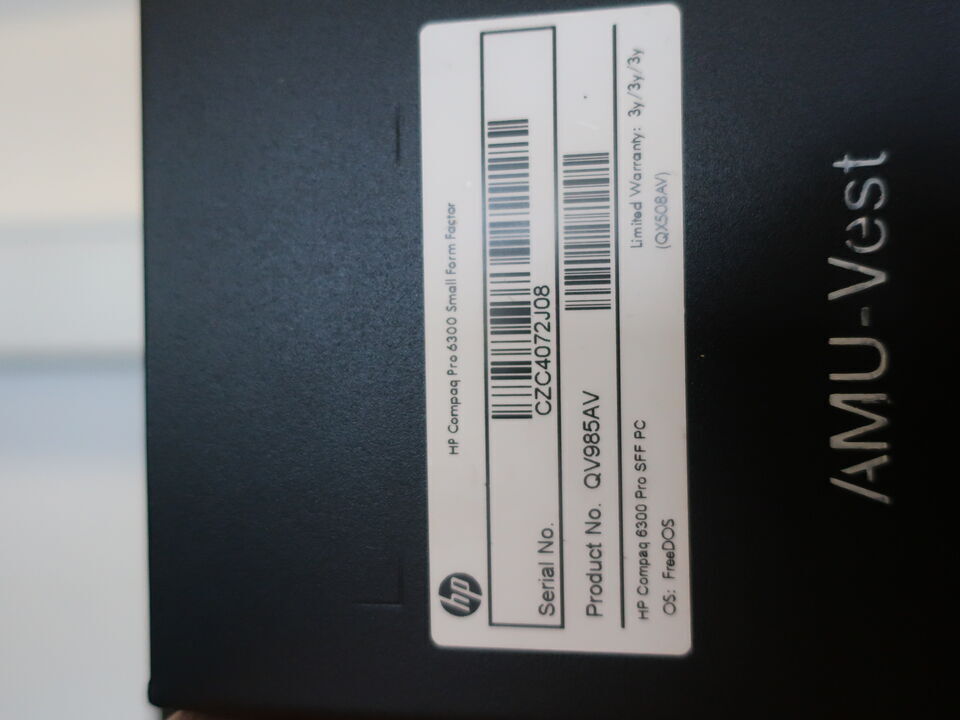 hp
HP Compaq Pro 6300 Small Form Factor
Serial No.
CZC4072J08
Product No. QV985AV
HP Compaq 6300 Pro SFF PC
OS: FreeDOS
Limited Warranty: 3y/3y/3y
(QX508AV)
AMU-Vest